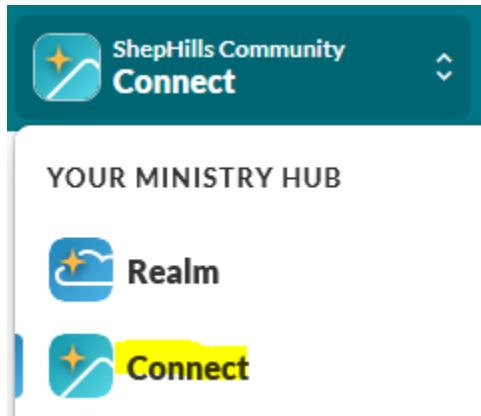 ShepHills Community
Connect
YOUR MINISTRY HUB
Realm
Connect